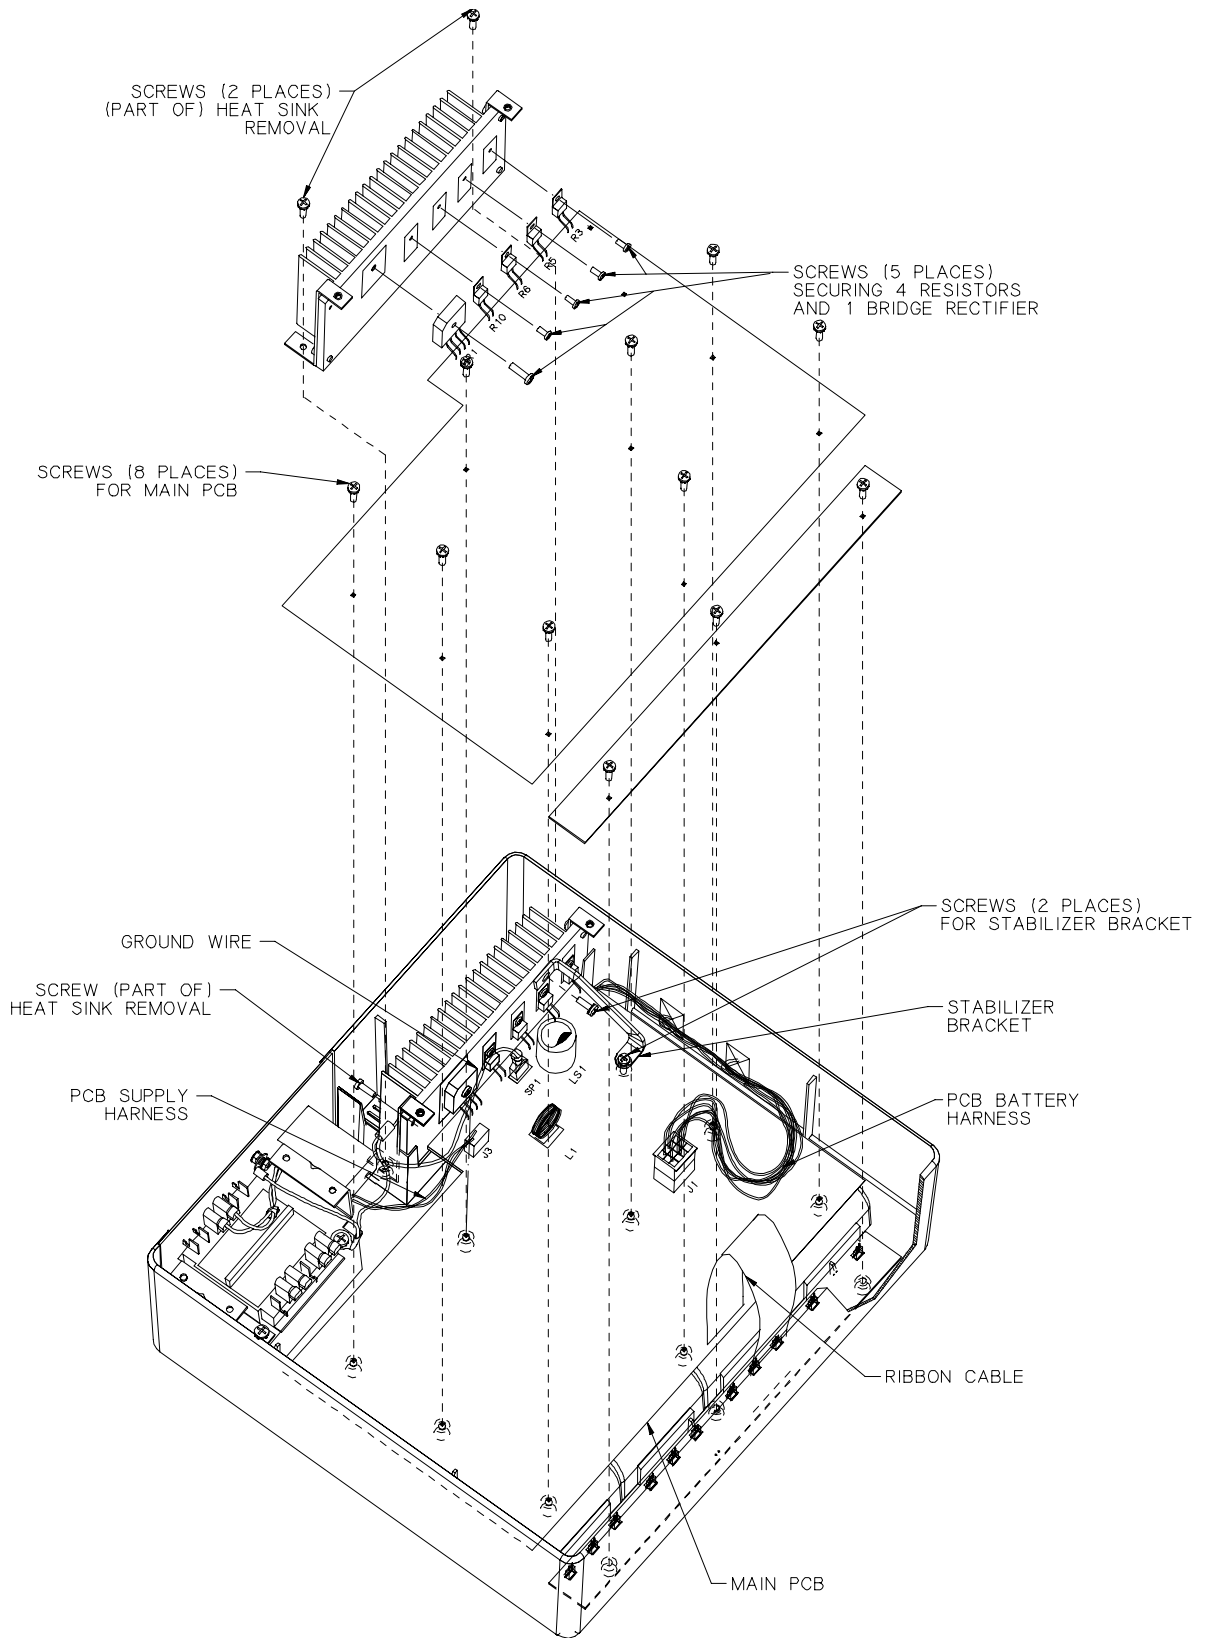 SCREWS (2 PLACES)
(PART OF) HEAT SINK
REMOVAL
R3
R5
R6
R10
SCREWS (5 PLACES)
SECURING 4 RESISTORS
AND 1 BRIDGE RECTIFIER
SCREWS (8 PLACES)
FOR MAIN PCB
SCREWS (2 PLACES)
FOR STABILIZER BRACKET
GROUND WIRE
SCREW (PART OF)
HEAT SINK REMOVAL
STABILIZER
BRACKET
SP1
LS1
PCB SUPPLY
HARNESS
PCB BATTERY
HARNESS
J3
L1
J1
RIBBON CABLE
MAIN PCB